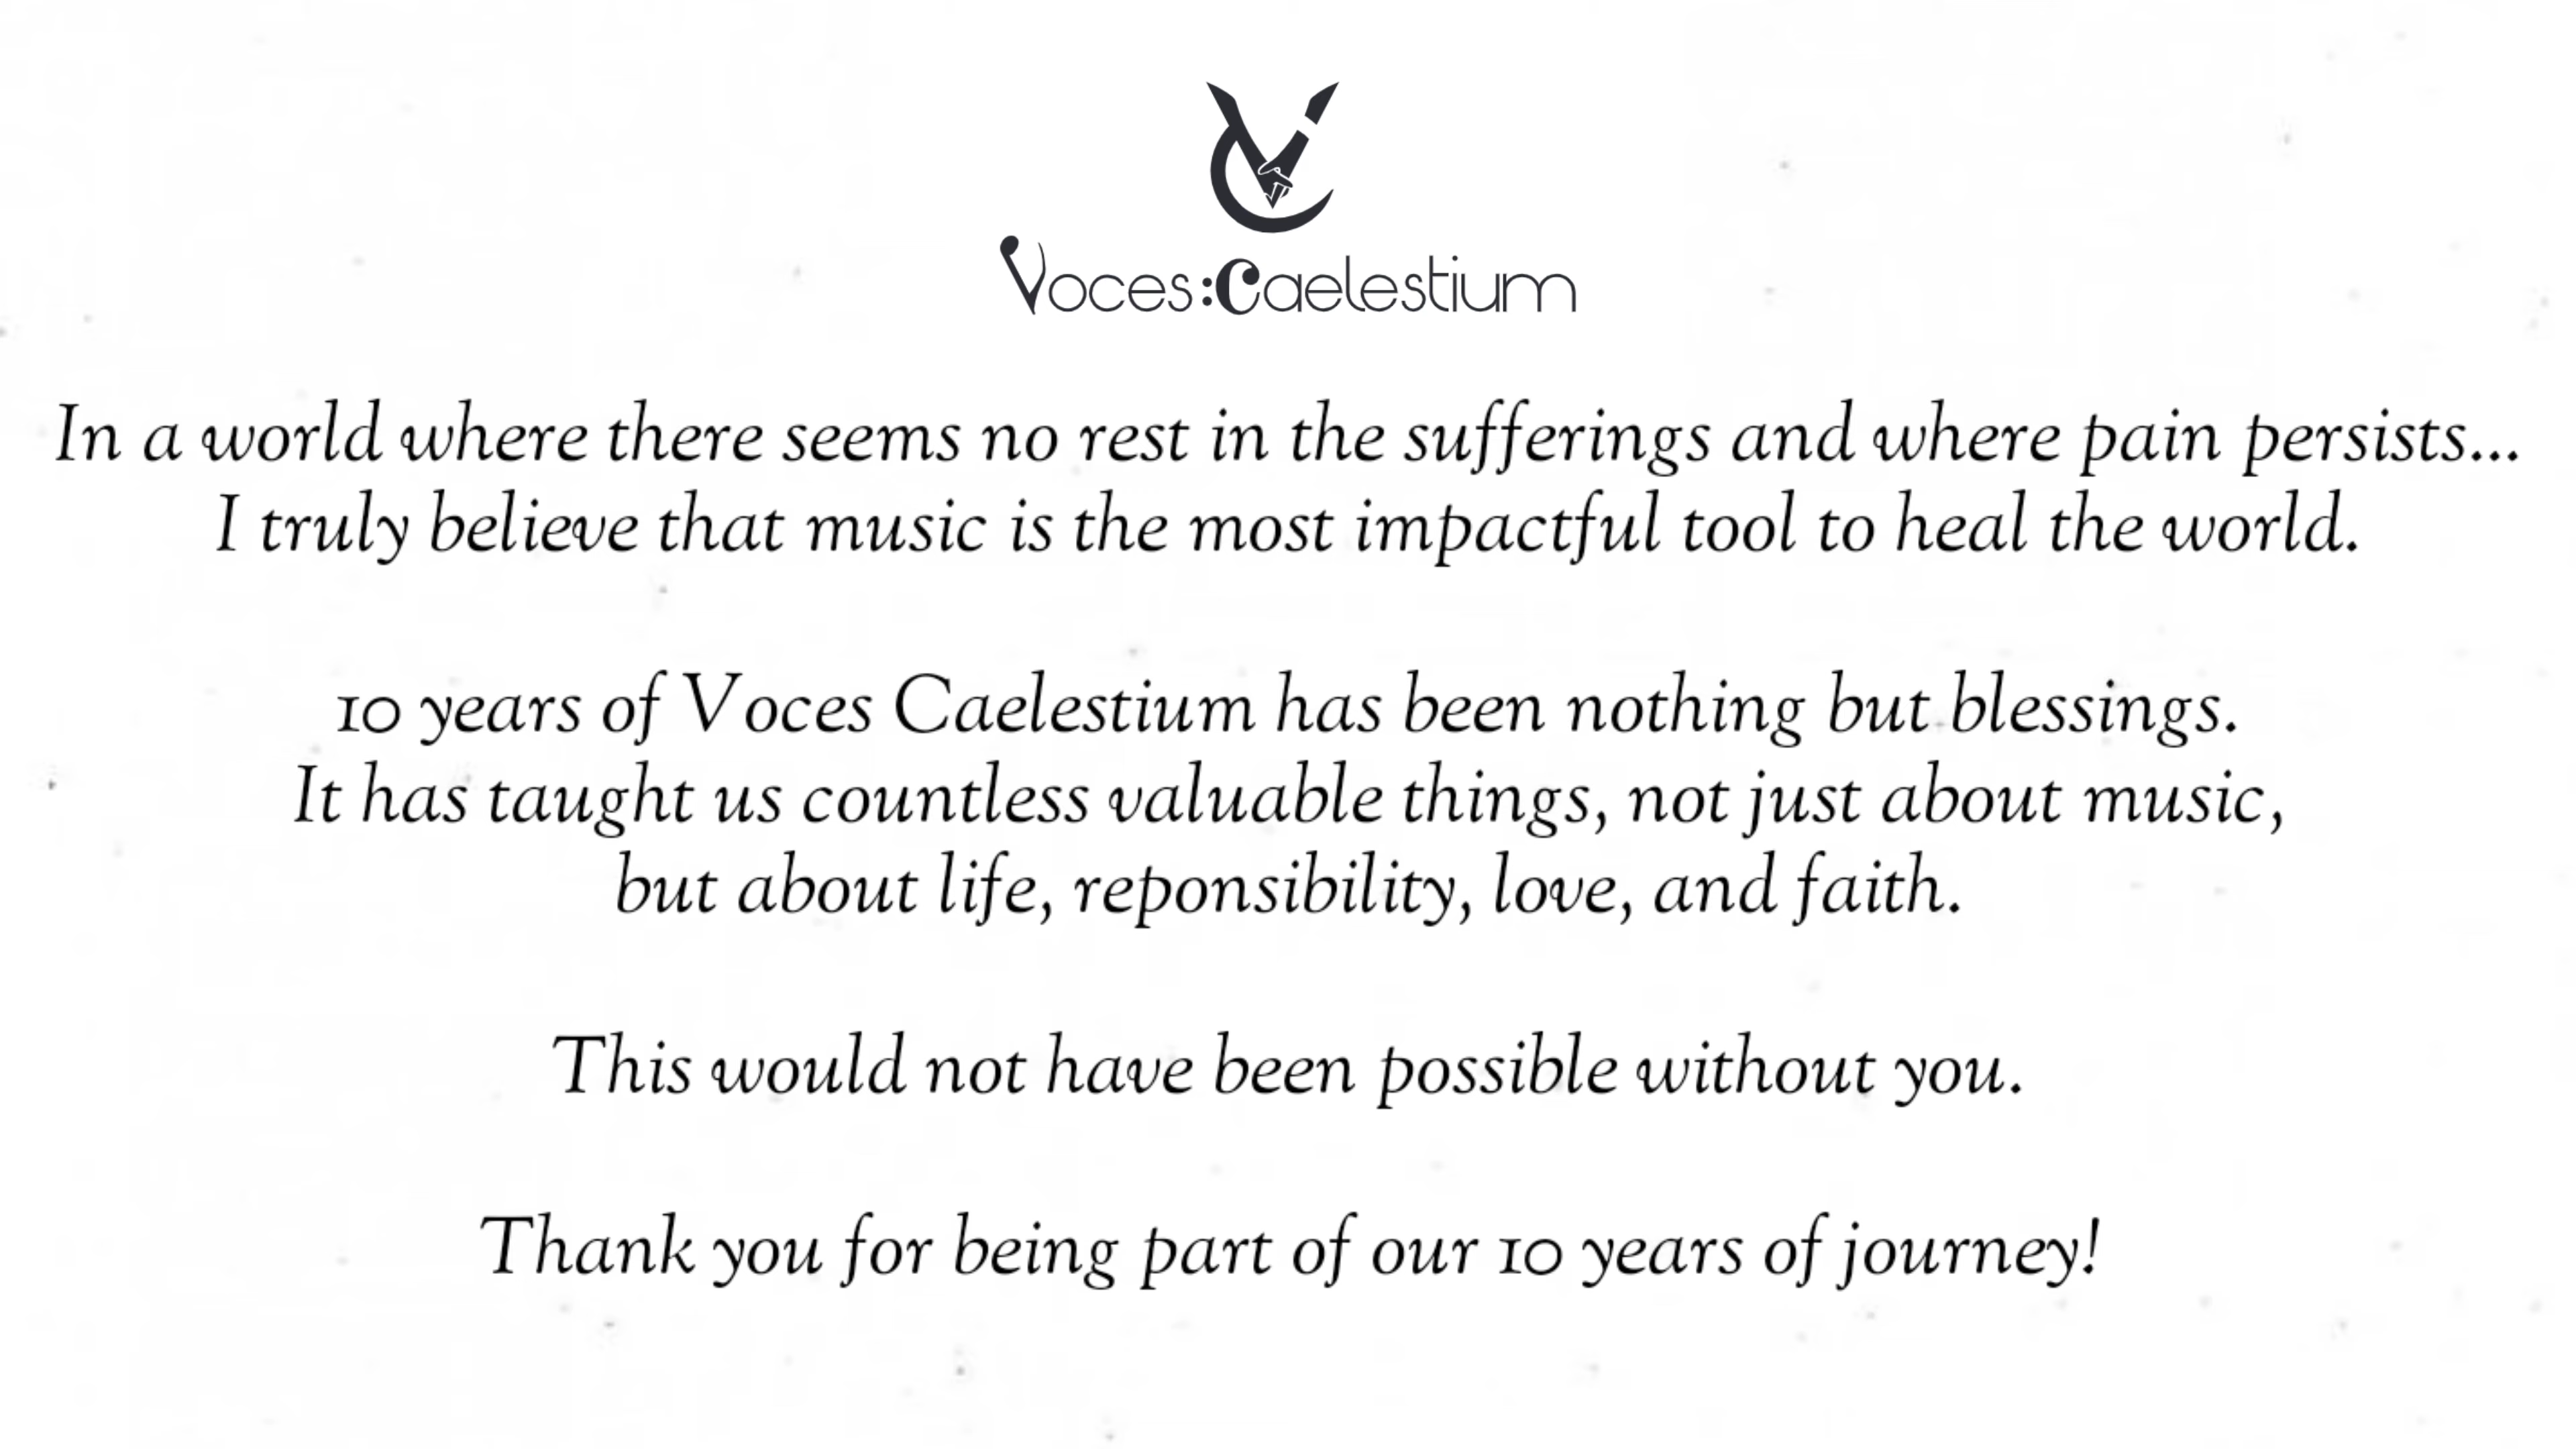 Voces:Caelestium
In a world where there seems no rest in the sufferings and where pain persists...
I truly believe that music is the most impactful tool to heal the world.
10 years of Voces Caelestium has been nothing but blessings.
It has taught us countless valuable things, not just about music,
but about life, reponsibility, love, and faith.
This would not have been possible without you.
Thank you for being part of our 10 years of journey!